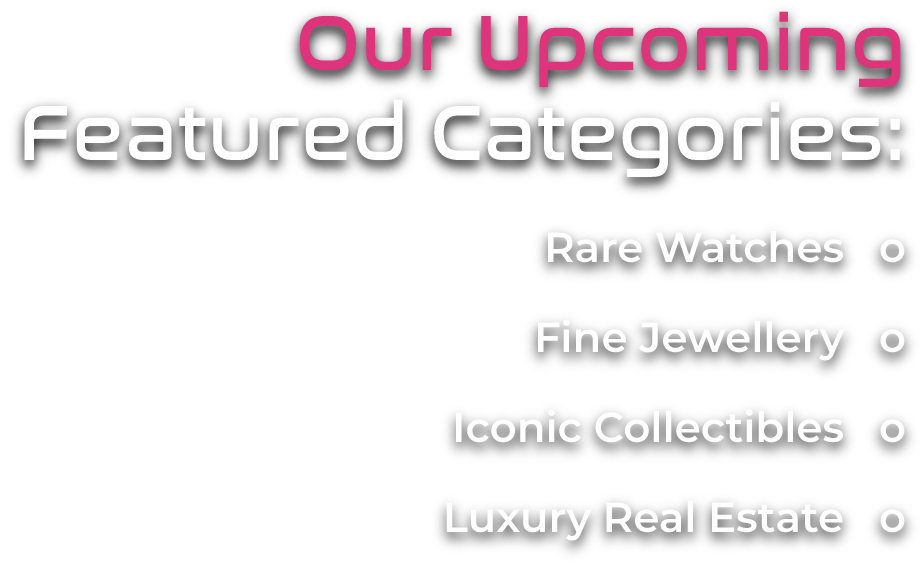 Our Upcoming
Featured Categories:
Rare Watches o
Fine Jewellery o
Iconic Collectibles o
Luxury Real Estate o